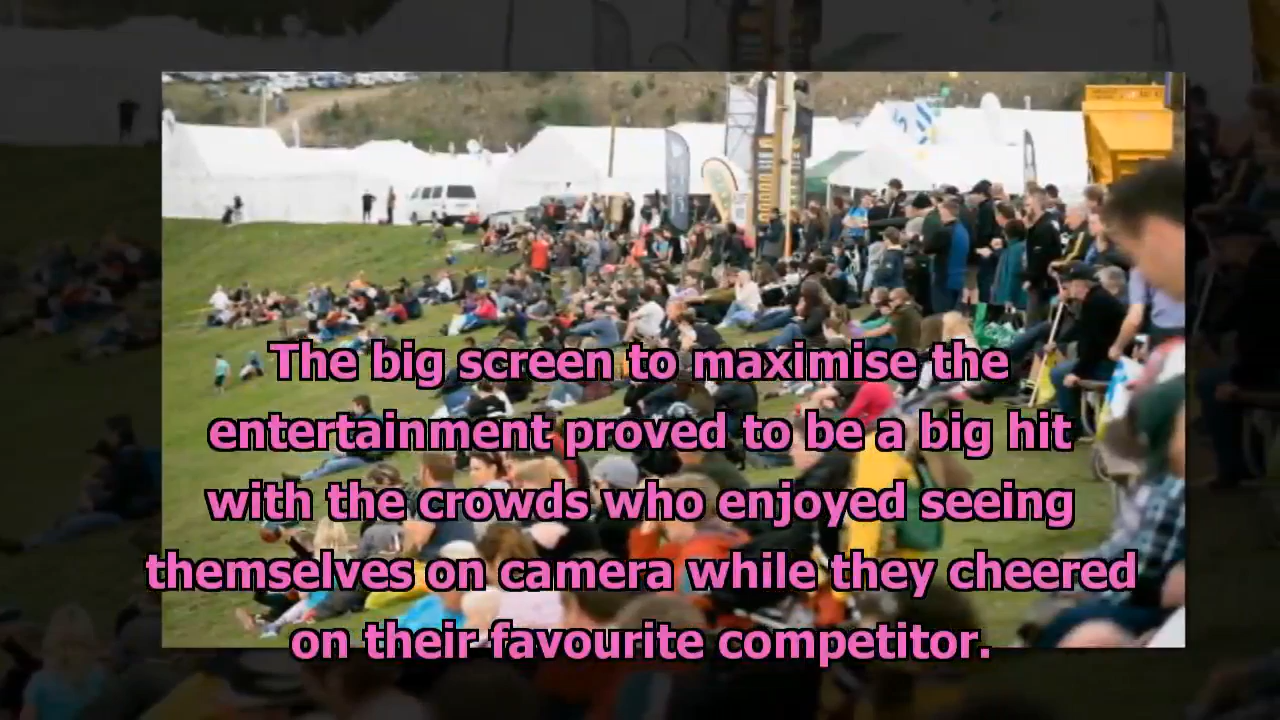 The big screen to maximise the
entertainment proved to be a big hit
with the crowds who enjoyed seeing
themselves on camera while they cheered
on their favourite competitor.